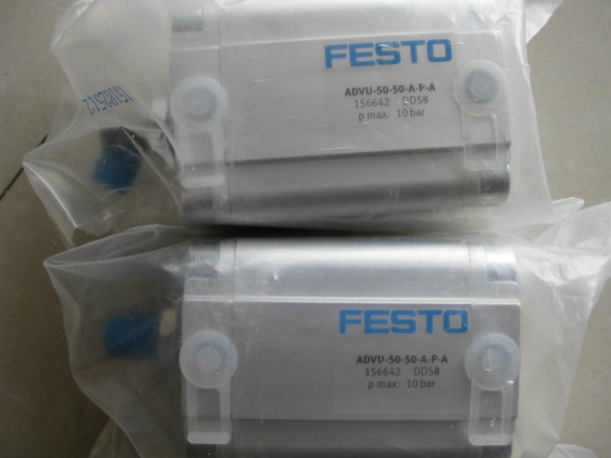 FESTO
ADVU-50-50-A-P-A
156642 DD58
p max: 10 bar
FESTO
ADVU-50-50-A-P-A
156642 DD58
p max: 10 bar